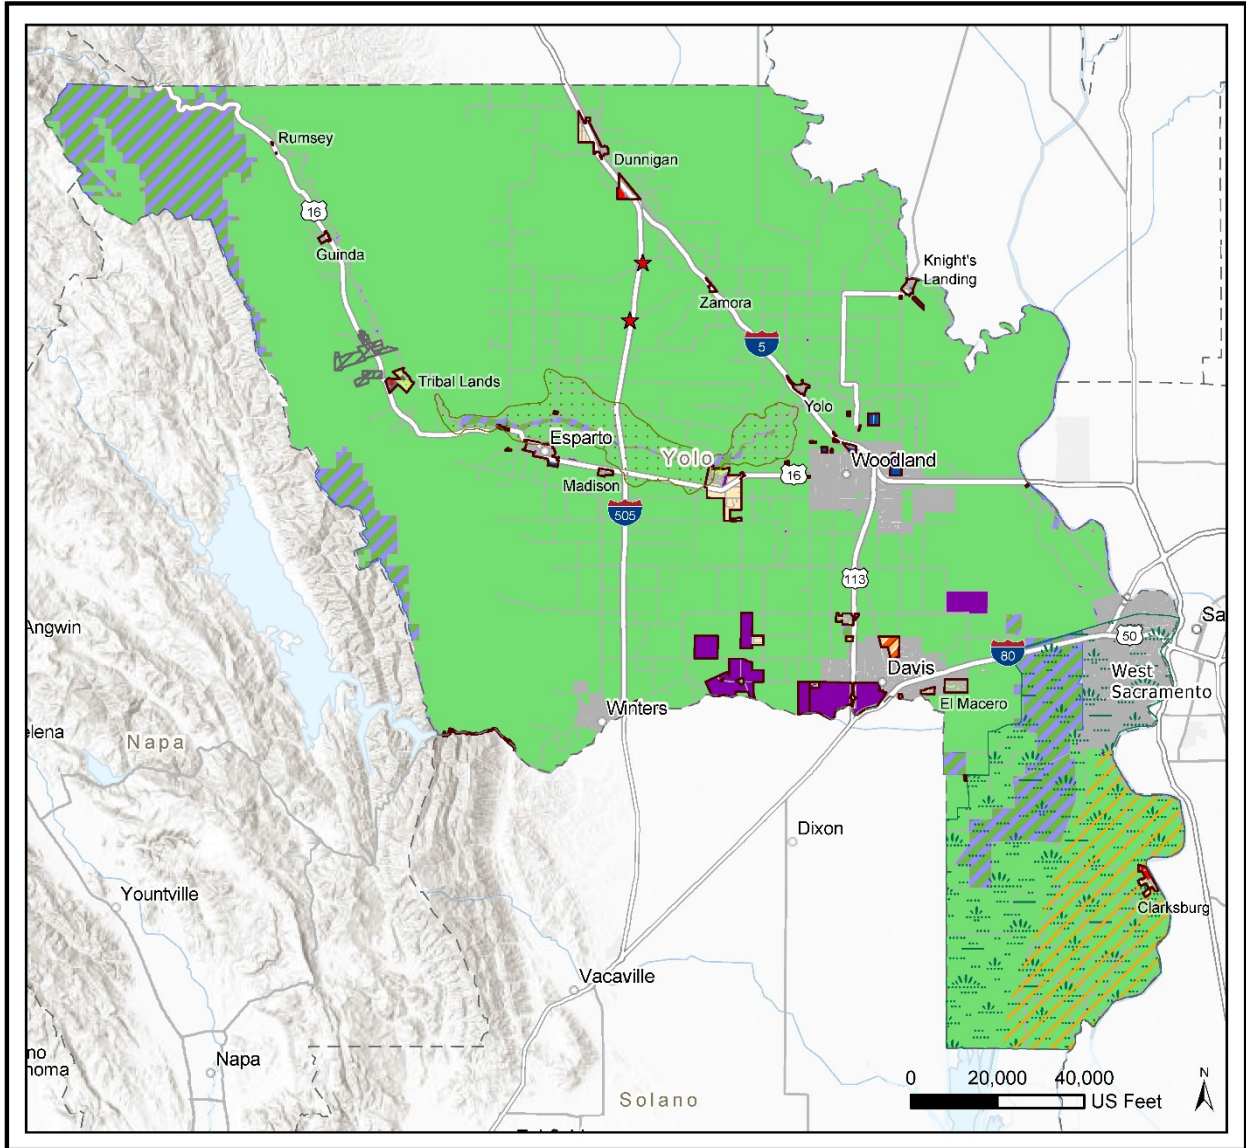 Rumsey
Dunnigan
16
Guinda
Knight's
Landing
Zamora
5
Tribal Lands
Yolo
Esparto
Yolo
Woodland
Madison
16
505
113
Angwin
50
Sa
80
Davis
West
Sacramento
El Macero
Winters
elena
Napa
Dixon
Yountville
Clarksburg
Vacaville
no
noma
Napa
0 20,000 40,000
US Feet
N
Solano